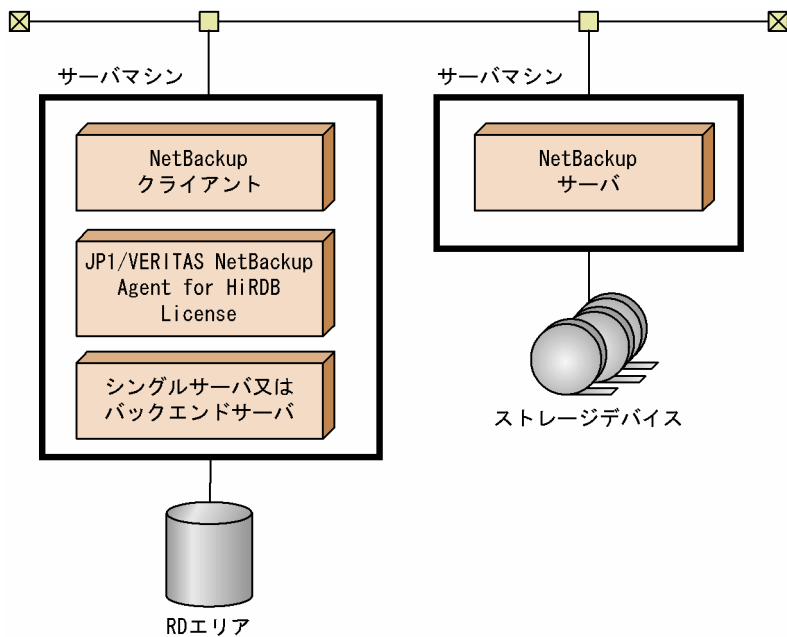 サーバマシン
NetBackup
クライアント
JP1/VERITAS NetBackup
Agent for HiRDB
License
シングルサーバ又は
バックエンドサーバ
RDエリア
サーバマシン
NetBackup
サーバ
ストレージデバイス